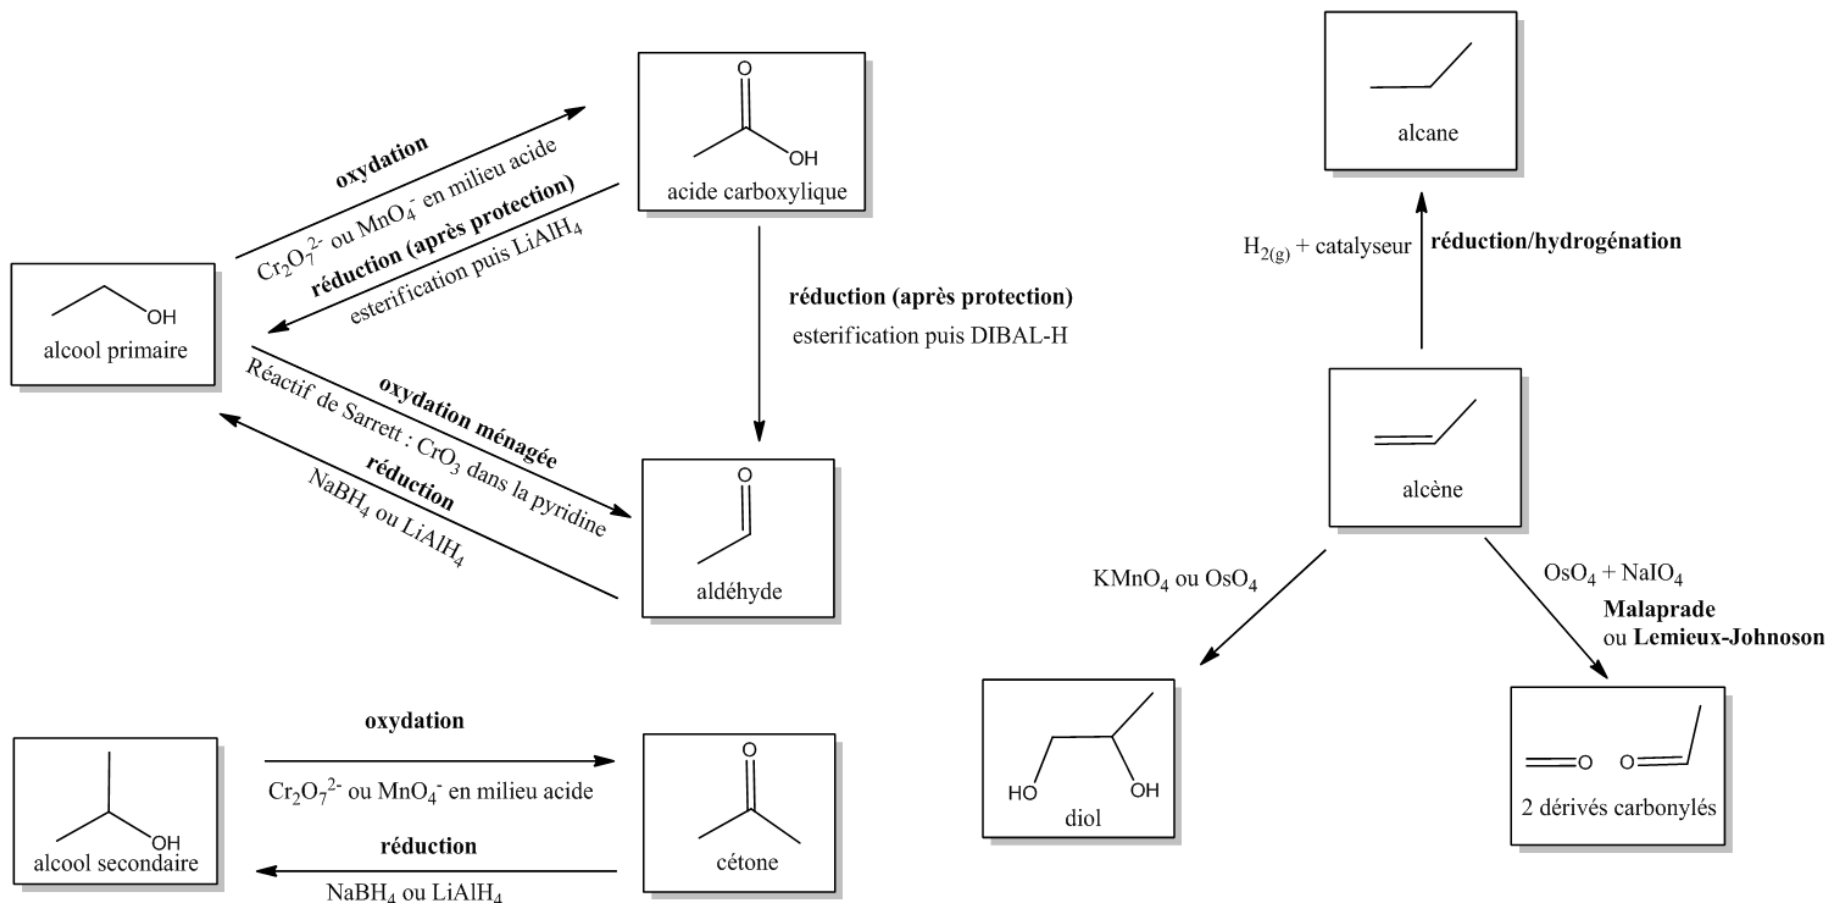 O
OH
acide carboxylique
oxydation
Cr₂O₇²⁻ ou MnO₄⁻ en milieu acide
réduction (après protection)
esterification puis LiAlH₄
OH
alcool primaire
réduction (après protection)
esterification puis DIBAL-H
oxydation ménagée
Réactif de Sarrett : CrO₃ dans la pyridine
réduction
NaBH₄ ou LiAlH₄
O
aldéhyde
oxydation
Cr₂O₇²⁻ ou MnO₄⁻ en milieu acide
réduction
NaBH₄ ou LiAlH₄
OH
alcool secondaire
O
cétone
alcane
H₂(g) + catalyseur
réduction/hydrogénation
alcène
KMnO₄ ou OsO₄
OsO₄ + NaIO₄
Malaprade
ou Lemieux-Johnoson
HO
OH
diol
O
O
2 dérivés carbonylés